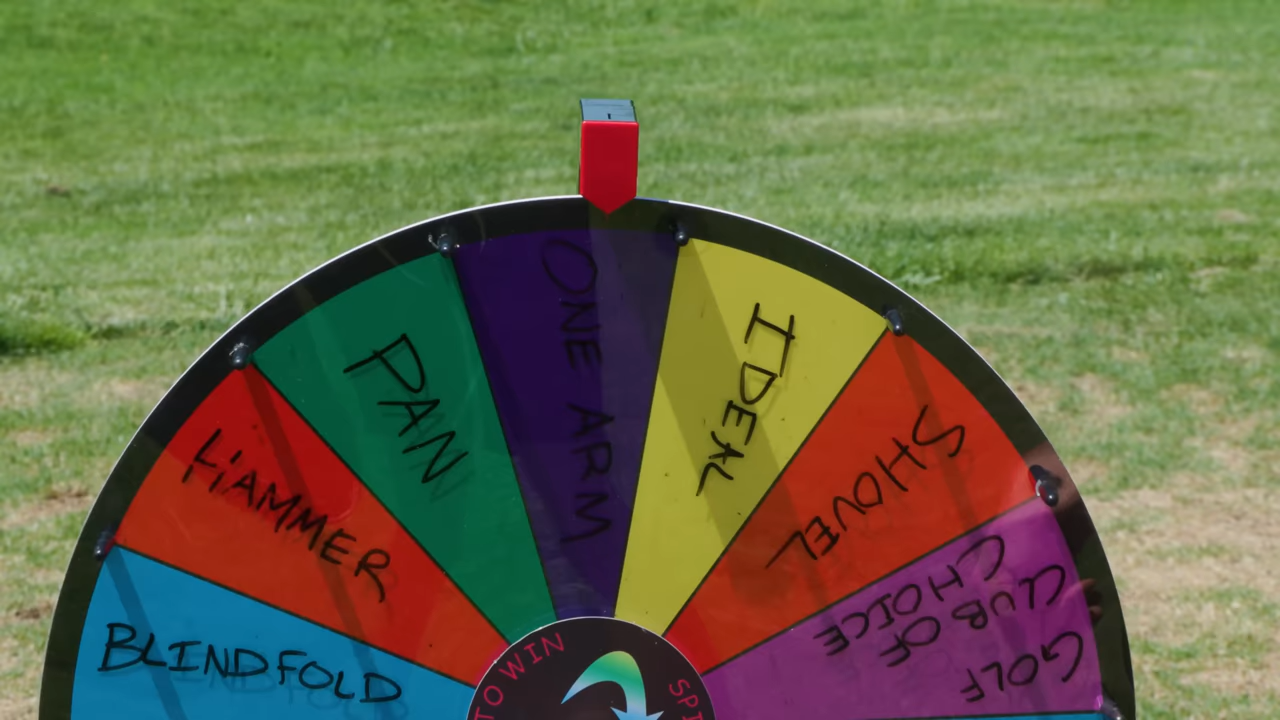 BLINDFOLD
HAMMER
PAN
ONE ARM
IDEAL
SHOVEL
GOLF
CLUB OF
CHOICE
TO WIN
SPI